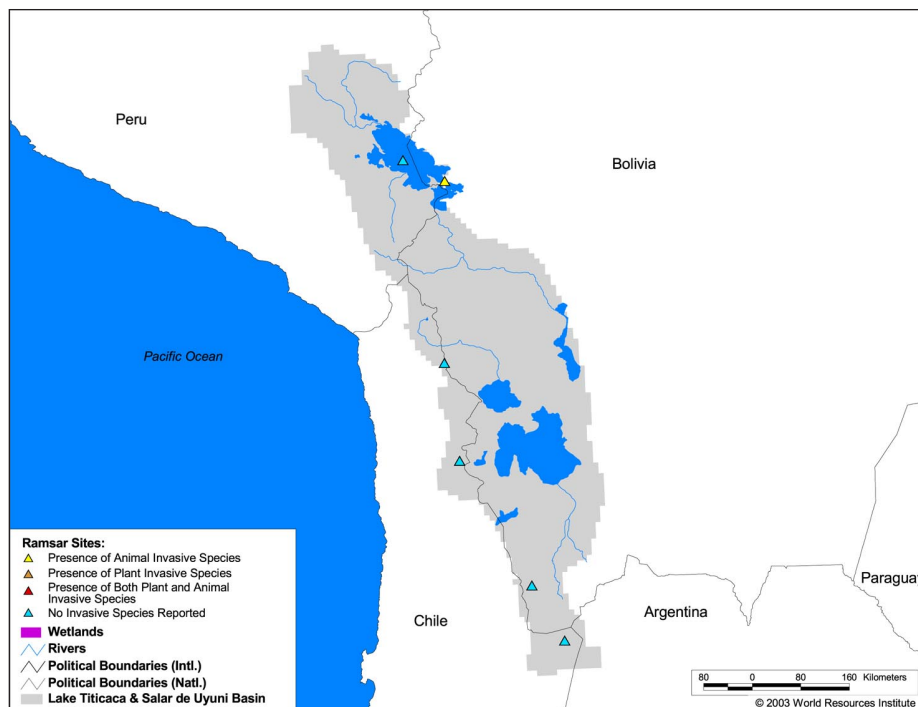 Peru
Bolivia
Pacific Ocean
Chile
Argentina
Paraguay
Ramsar Sites:
Presence of Animal Invasive Species
Presence of Plant Invasive Species
Presence of Both Plant and Animal
Invasive Species
No Invasive Species Reported
Wetlands
Rivers
Political Boundaries (Intl.)
Political Boundaries (Natl.)
Lake Titicaca & Salar de Uyuni Basin
80 0 80 160 Kilometers
© 2003 World Resources Institute